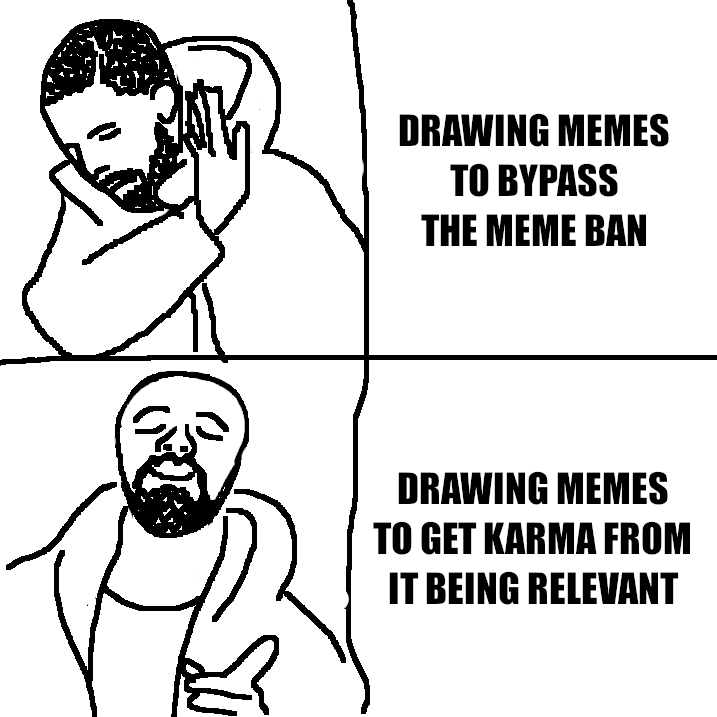 DRAWING MEMES
TO BYPASS
THE MEME BAN
DRAWING MEMES
TO GET KARMA FROM
IT BEING RELEVANT